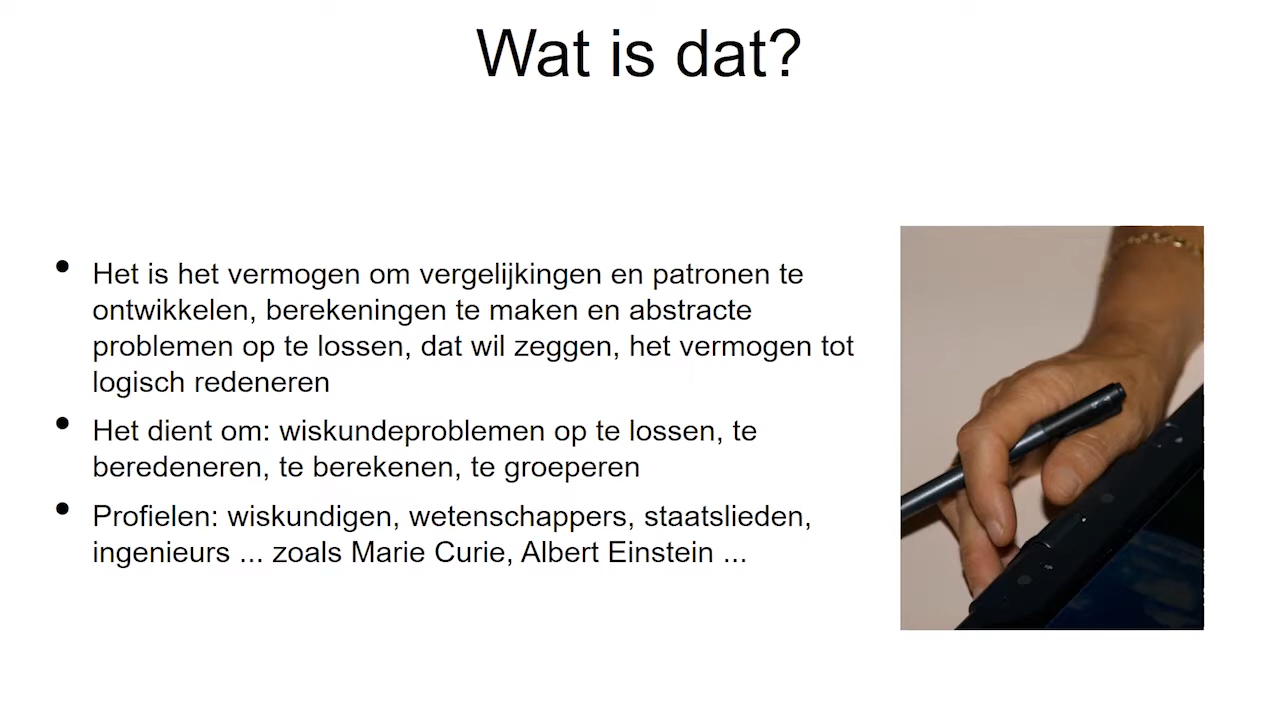 Wat is dat?
• Het is het vermogen om vergelijkingen en patronen te
ontwikkelen, berekeningen te maken en abstracte
problemen op te lossen, dat wil zeggen, het vermogen tot
logisch redeneren
• Het dient om: wiskundeproblemen op te lossen, te
beredeneren, te berekenen, te groeperen
• Profielen: wiskundigen, wetenschappers, staatslieden,
ingenieurs ... zoals Marie Curie, Albert Einstein ...